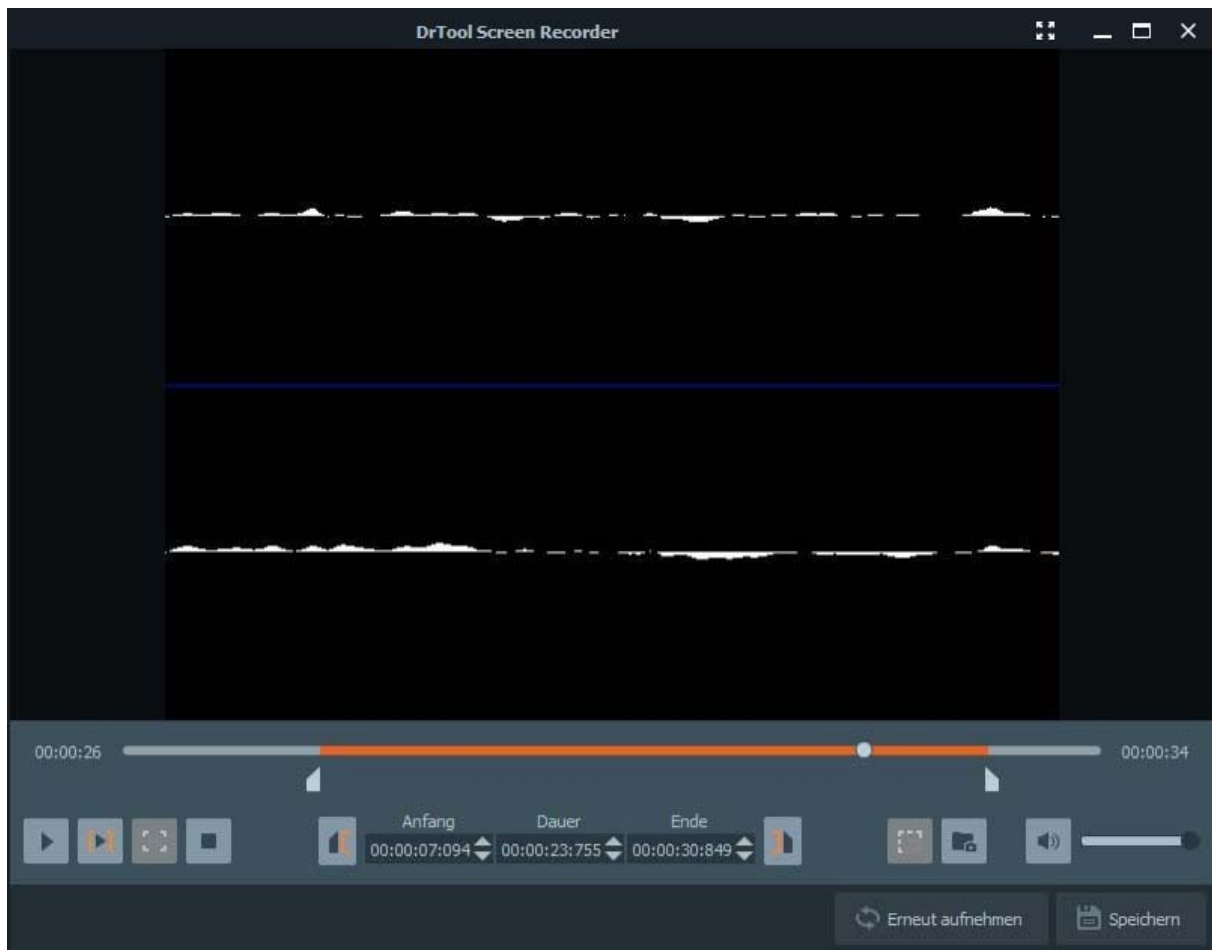 DrTool Screen Recorder
00:00:26
00:00:34
Anfang Dauer Ende
00:00:07:094 00:00:23:755 00:00:30:849
Erneut aufnehmen Speichern